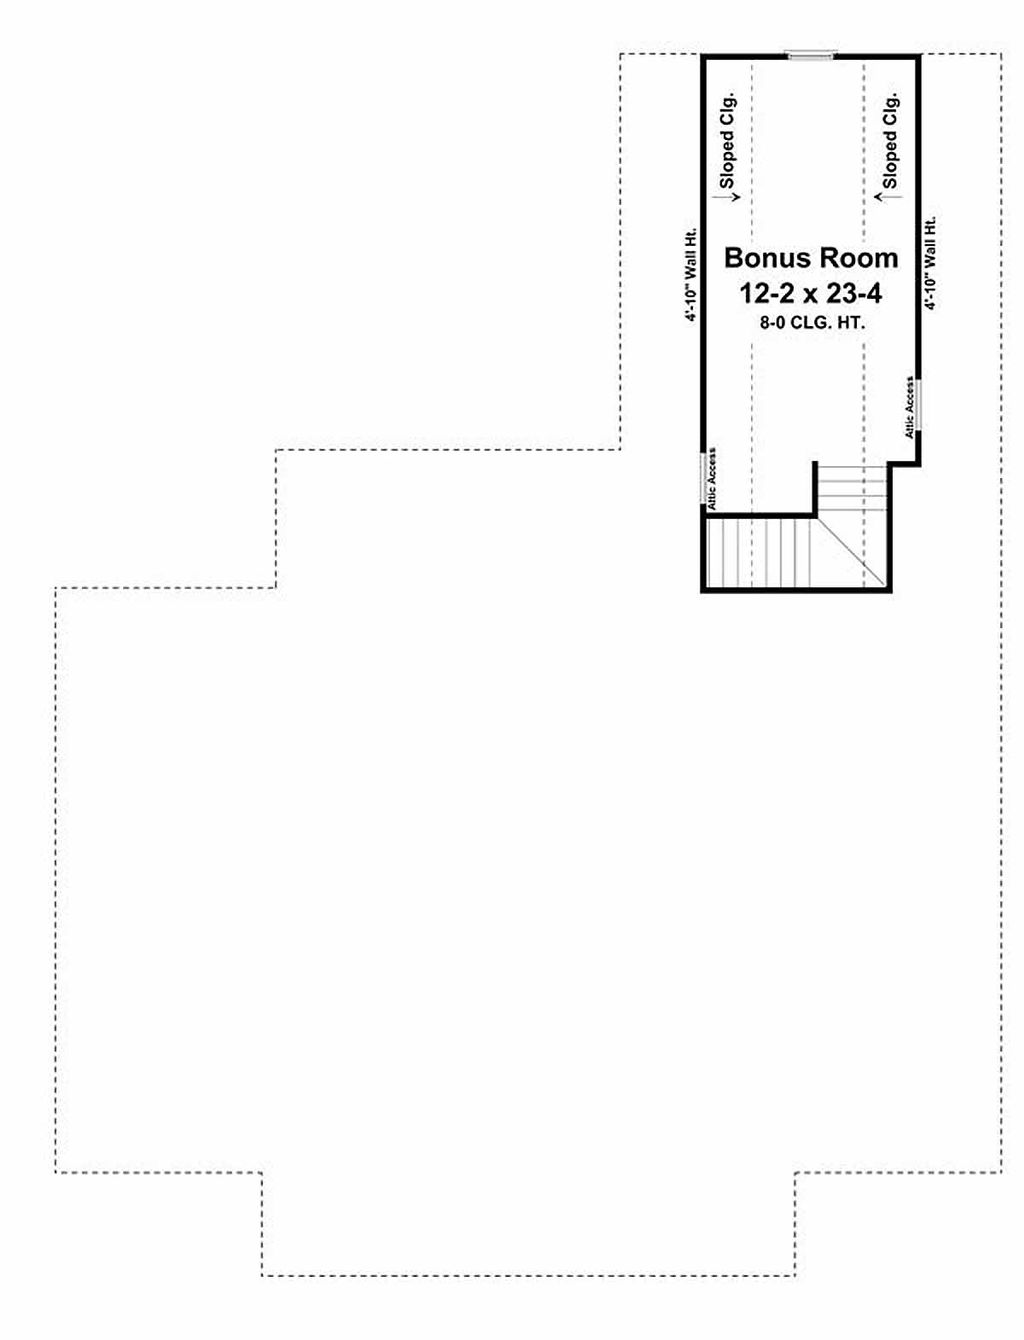 Sloped Clg.
Sloped Clg.
4'-10" Wall Ht.
4'-10" Wall Ht.
Bonus Room
12-2 x 23-4
8-0 CLG. HT.
Attic Access
Attic Access